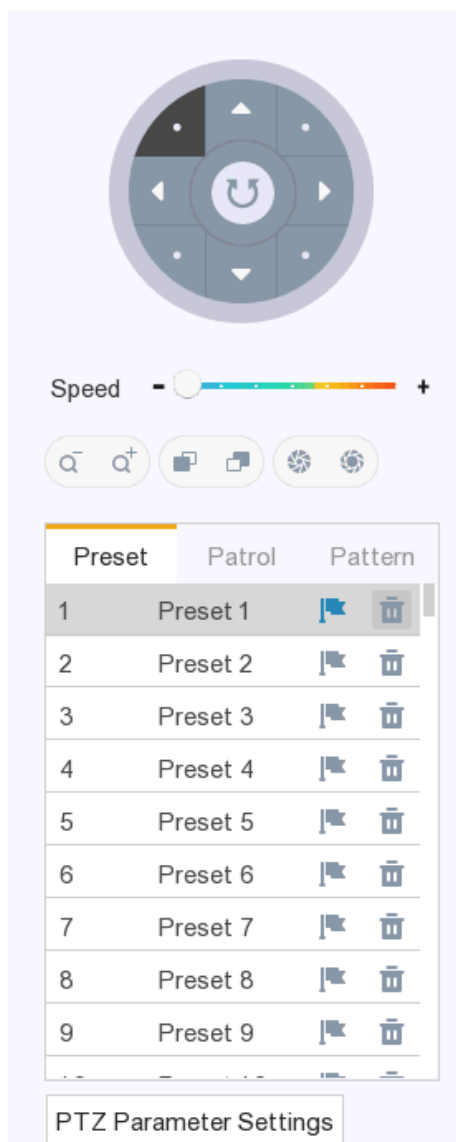 Speed - +
Preset Patrol Pattern
1 Preset 1
2 Preset 2
3 Preset 3
4 Preset 4
5 Preset 5
6 Preset 6
7 Preset 7
8 Preset 8
9 Preset 9
PTZ Parameter Settings